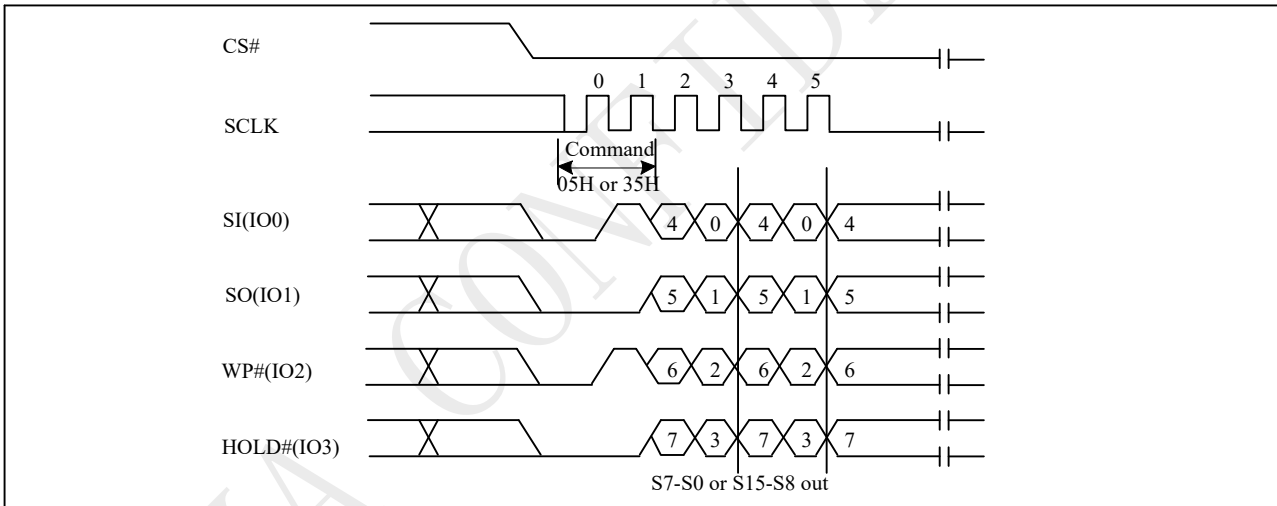 CS#
0 1 2 3 4 5
SCLK
Command
05H or 35H
SI(IO0) 4 0 4 0 4
SO(IO1) 5 1 5 1 5
WP#(IO2) 6 2 6 2 6
HOLD#(IO3) 7 3 7 3 7
S7-S0 or S15-S8 out